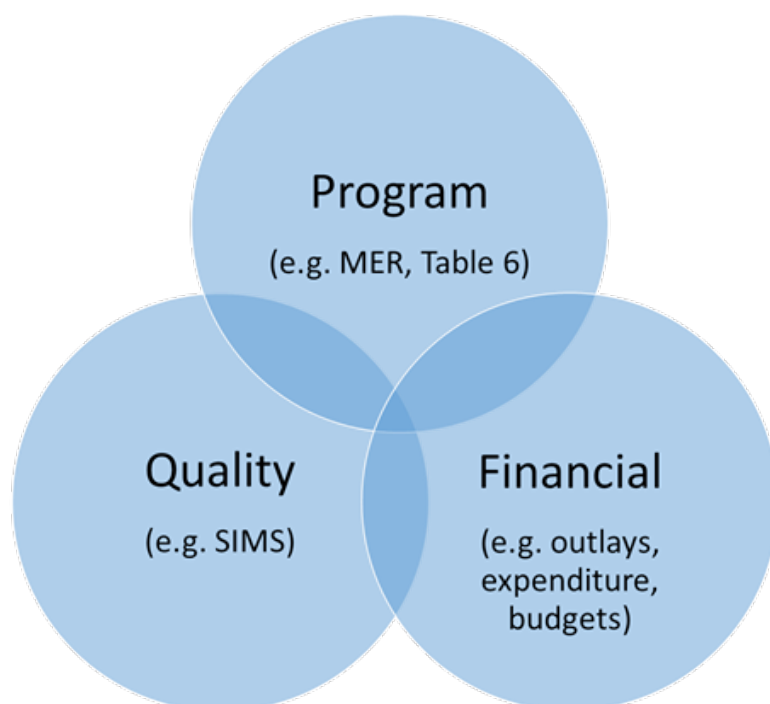 Program
(e.g. MER, Table 6)
Quality
(e.g. SIMS)
Financial
(e.g. outlays,
expenditure,
budgets)